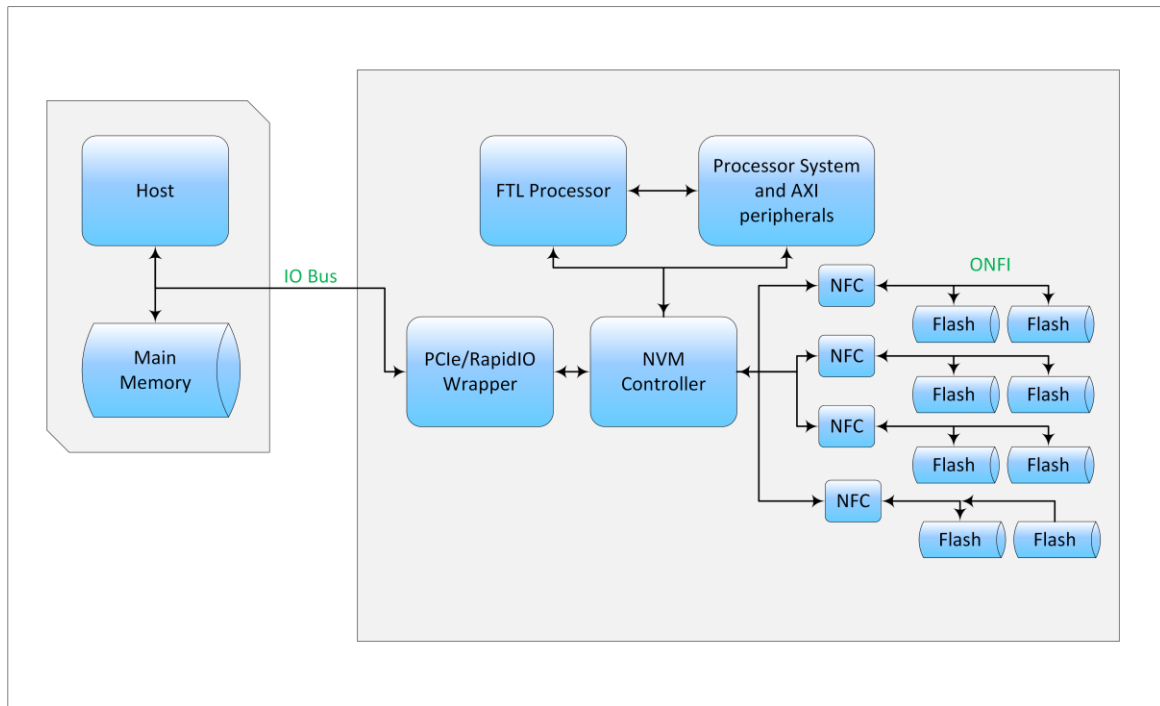 Host
Main
Memory
IO Bus
FTL Processor
Processor System
and AXI
peripherals
PCIe/RapidIO
Wrapper
NVM
Controller
ONFI
NFC
Flash
Flash
NFC
Flash
Flash
NFC
Flash
Flash
NFC
Flash
Flash